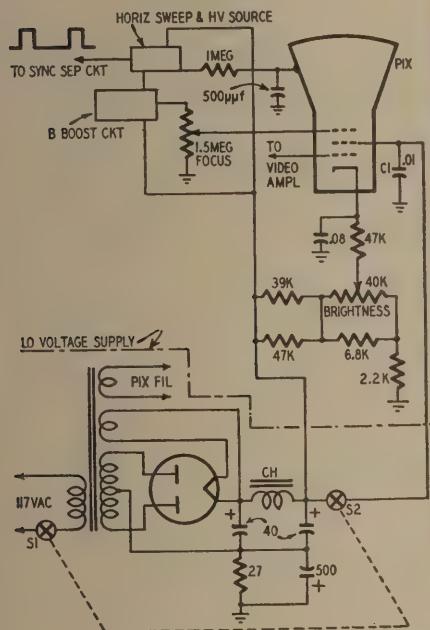 HORIZ SWEEP & HV SOURCE
TO SYNC SEP CKT
1MEG
PIX
500µµf
B BOOST CKT
1.5MEG
FOCUS
TO
VIDEO
AMPL
C1
.01
.08
47K
39K
40K
BRIGHTNESS
47K
6.8K
2.2K
LO VOLTAGE SUPPLY
PIX FIL
CH
117VAC
S1
+
+
S2
40
27
500
+